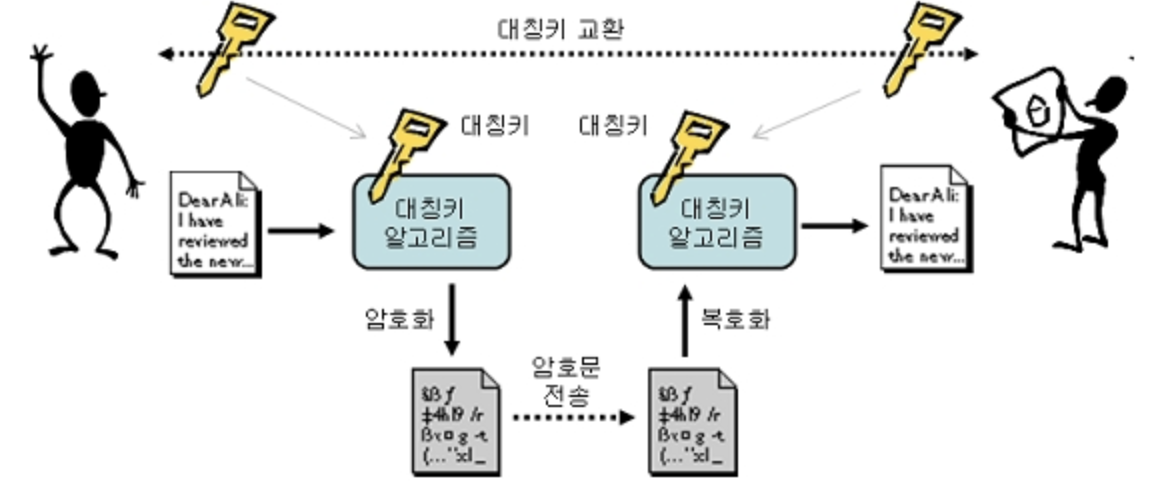 대칭키 교환
대칭키
대칭키
Dear Ali:
I have
reviewed
the new...
대칭키
알고리즘
대칭키
알고리즘
Dear Ali:
I have
reviewed
the new...
암호화
복호화
암호문
전송